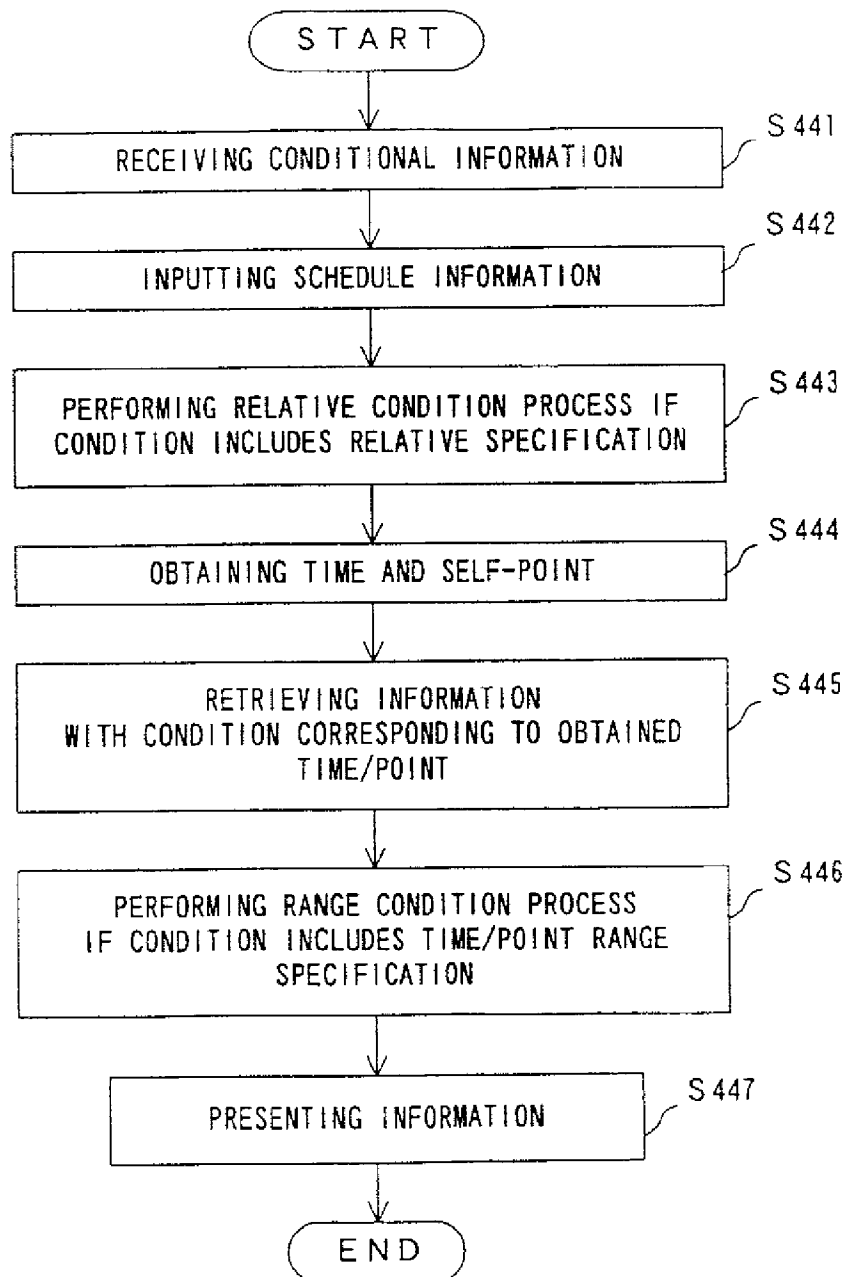 START
S441
RECEIVING CONDITIONAL INFORMATION
S442
INPUTTING SCHEDULE INFORMATION
S443
PERFORMING RELATIVE CONDITION PROCESS IF
CONDITION INCLUDES RELATIVE SPECIFICATION
S444
OBTAINING TIME AND SELF-POINT
S445
RETRIEVING INFORMATION
WITH CONDITION CORRESPONDING TO OBTAINED
TIME/POINT
S446
PERFORMING RANGE CONDITION PROCESS
IF CONDITION INCLUDES TIME/POINT RANGE
SPECIFICATION
S447
PRESENTING INFORMATION
END